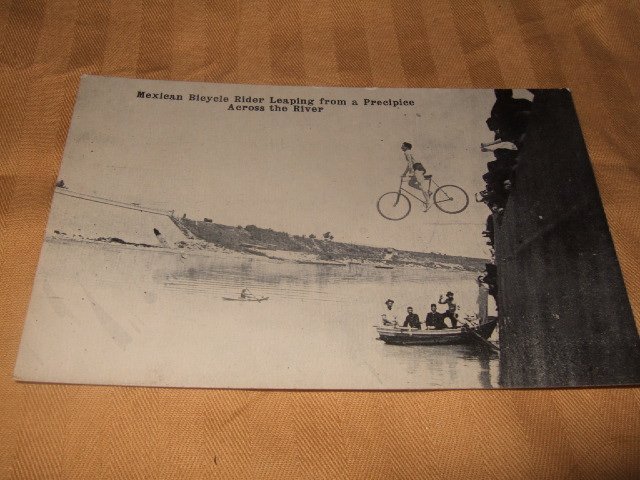 Mexican Bicycle Rider Leaping from a Precipice
Across the River